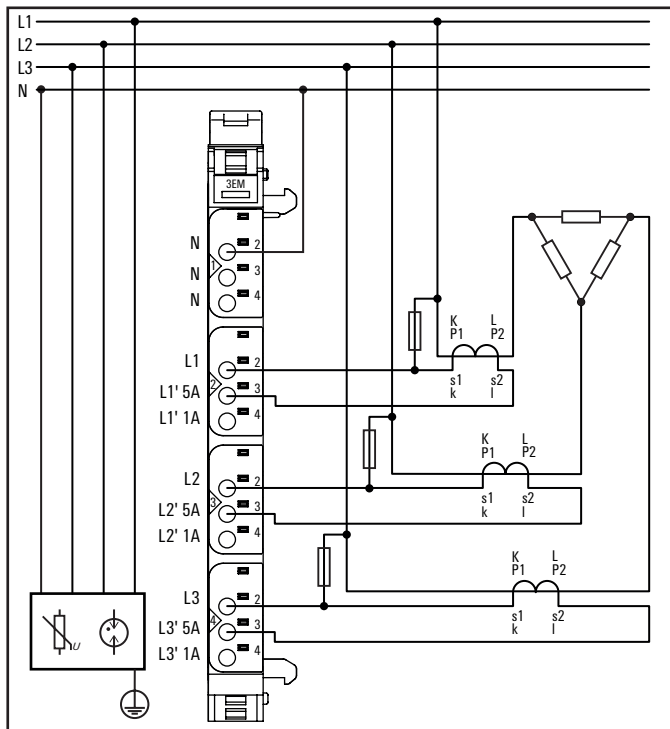 L1
L2
L3
N
3EM
N 2
1
N 3
N 4
L1 2
2
L1' 5A 3
L1' 1A 4
L2 2
3
L2' 5A 3
L2' 1A 4
L3 2
4
L3' 5A 3
L3' 1A 4
K L
P1 P2
s1 s2
k l
K L
P1 P2
s1 s2
k l
K L
P1 P2
s1 s2
k l
U